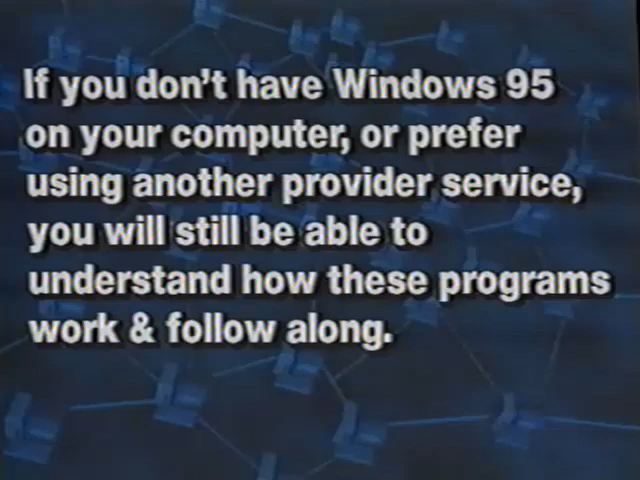 If you don't have Windows 95
on your computer, or prefer
using another provider service,
you will still be able to
understand how these programs
work & follow along.